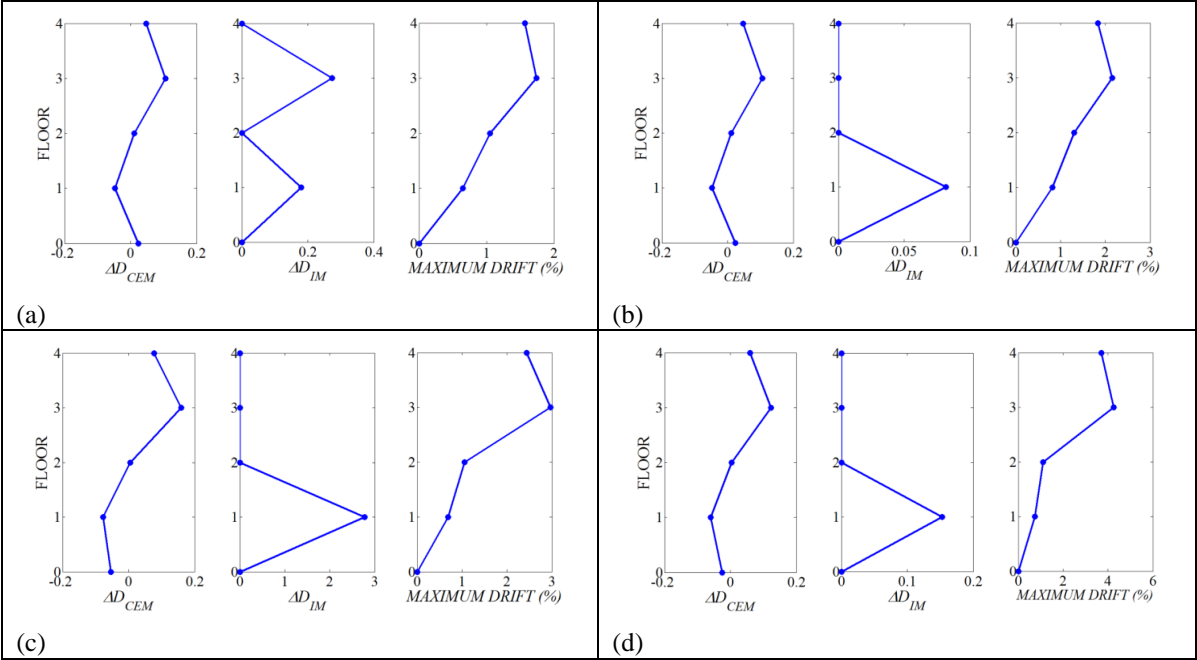 4
3
2
1
0
FLOOR
-0.2 0 0.2
ΔD_CEM
4
3
2
1
0
0 0.2 0.4
ΔD_IM
4
3
2
1
0
0 1 2
MAXIMUM DRIFT (%)
(a)
4
3
2
1
0
FLOOR
-0.2 0 0.2
ΔD_CEM
4
3
2
1
0
0 0.05 0.1
ΔD_IM
4
3
2
1
0
0 1 2 3
MAXIMUM DRIFT (%)
(b)
4
3
2
1
0
FLOOR
-0.2 0 0.2
ΔD_CEM
4
3
2
1
0
0 1 2 3
ΔD_IM
4
3
2
1
0
0 1 2 3
MAXIMUM DRIFT (%)
(c)
4
3
2
1
0
FLOOR
-0.2 0 0.2
ΔD_CEM
4
3
2
1
0
0 0.1 0.2
ΔD_IM
4
3
2
1
0
0 2 4 6
MAXIMUM DRIFT (%)
(d)